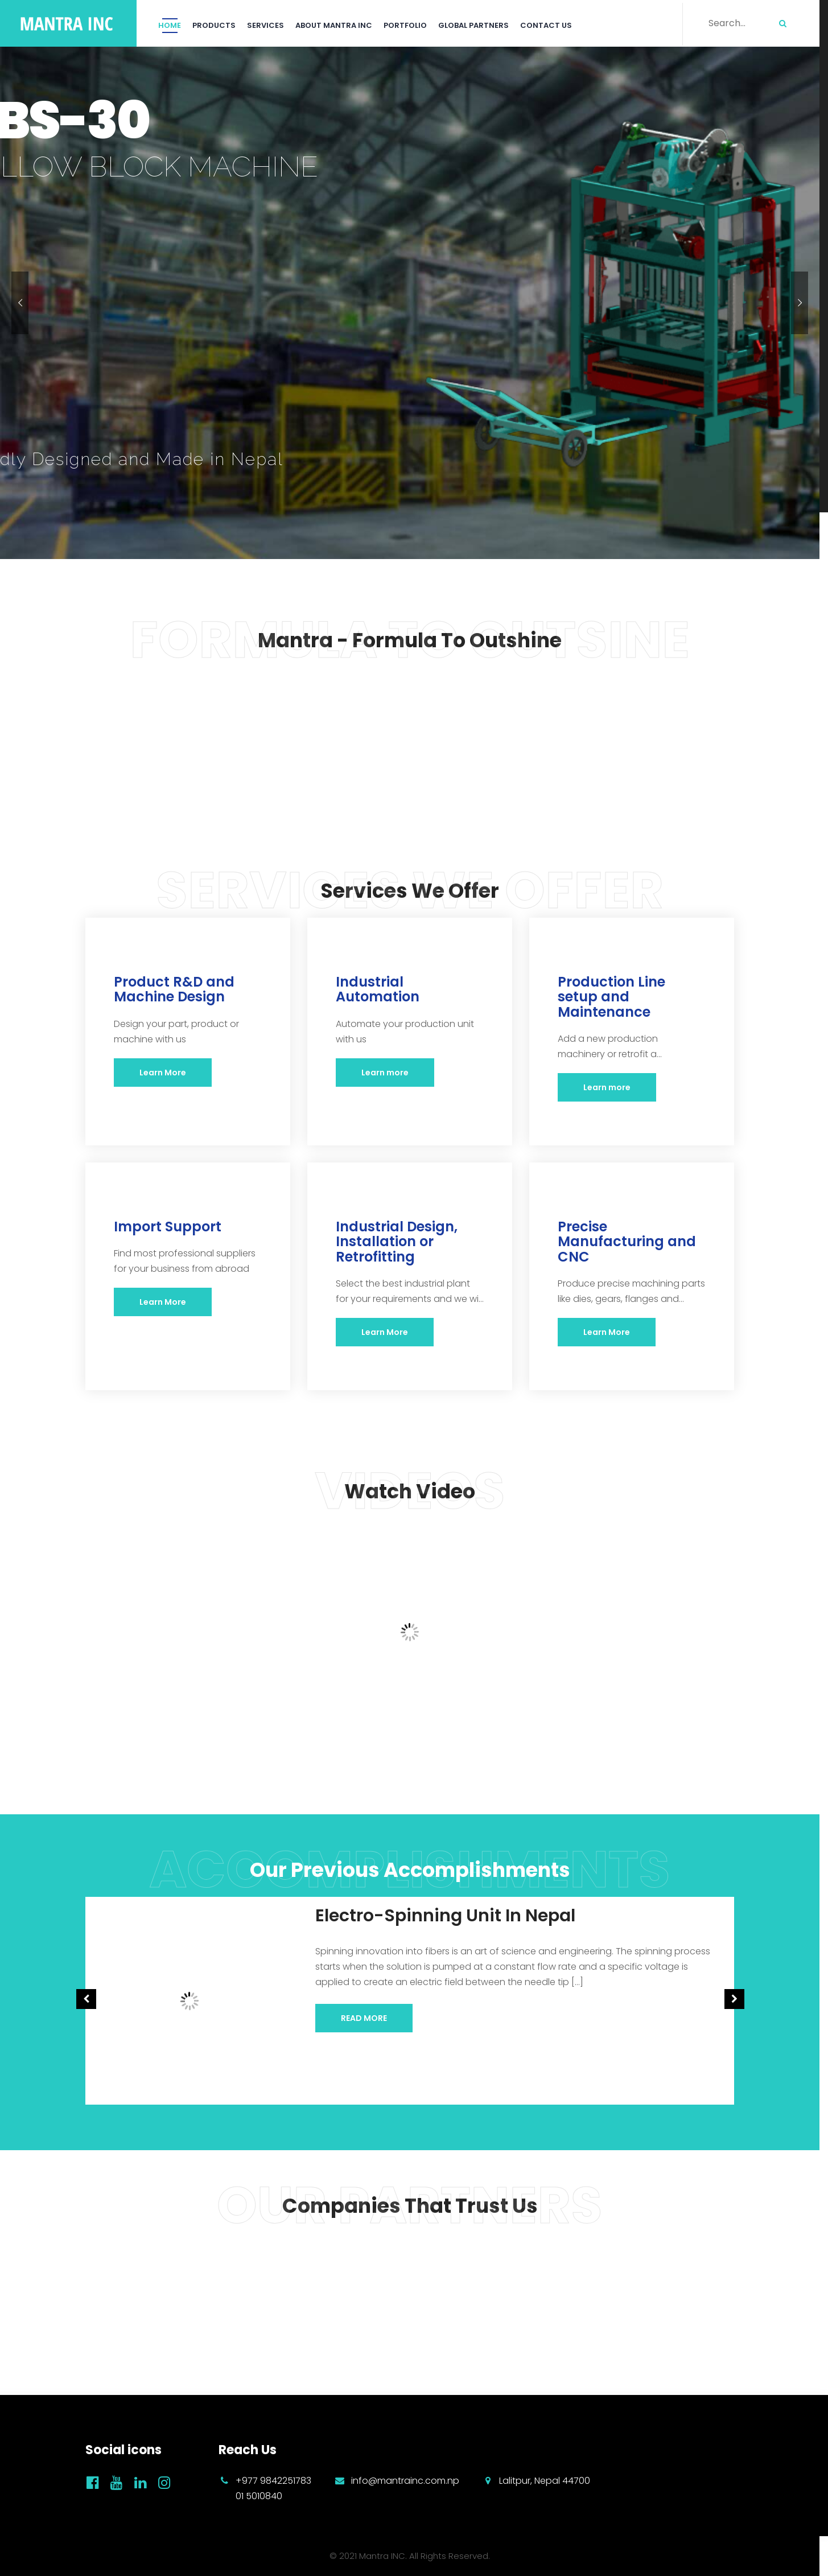 MANTRA INC
HOME PRODUCTS SERVICES ABOUT MANTRA INC PORTFOLIO GLOBAL PARTNERS CONTACT US
Search...
BS-30
LLOW BLOCK MACHINE
dly Designed and Made in Nepal
FORMULA TO OUTSINE
Mantra - Formula To Outshine
SERVICES WE OFFER
Services We Offer
Product R&D and
Machine Design
Design your part, product or
machine with us
Learn More
Industrial
Automation
Automate your production unit
with us
Learn more
Production Line
setup and
Maintenance
Add a new production
machinery or retrofit a...
Learn more
Import Support
Find most professional suppliers
for your business from abroad
Learn More
Industrial Design,
Installation or
Retrofitting
Select the best industrial plant
for your requirements and we wi...
Learn More
Precise
Manufacturing and
CNC
Produce precise machining parts
like dies, gears, flanges and...
Learn More
VIDEOS
Watch Video
ACCOMPLISHMENTS
Our Previous Accomplishments
Electro-Spinning Unit In Nepal
Spinning innovation into fibers is an art of science and engineering. The spinning process
starts when the solution is pumped at a constant flow rate and a specific voltage is
applied to create an electric field between the needle tip [...]
READ MORE
OUR PARTNERS
Companies That Trust Us
Social icons
Reach Us
+977 9842251783
01 5010840
info@mantrainc.com.np
Lalitpur, Nepal 44700
© 2021 Mantra INC. All Rights Reserved.